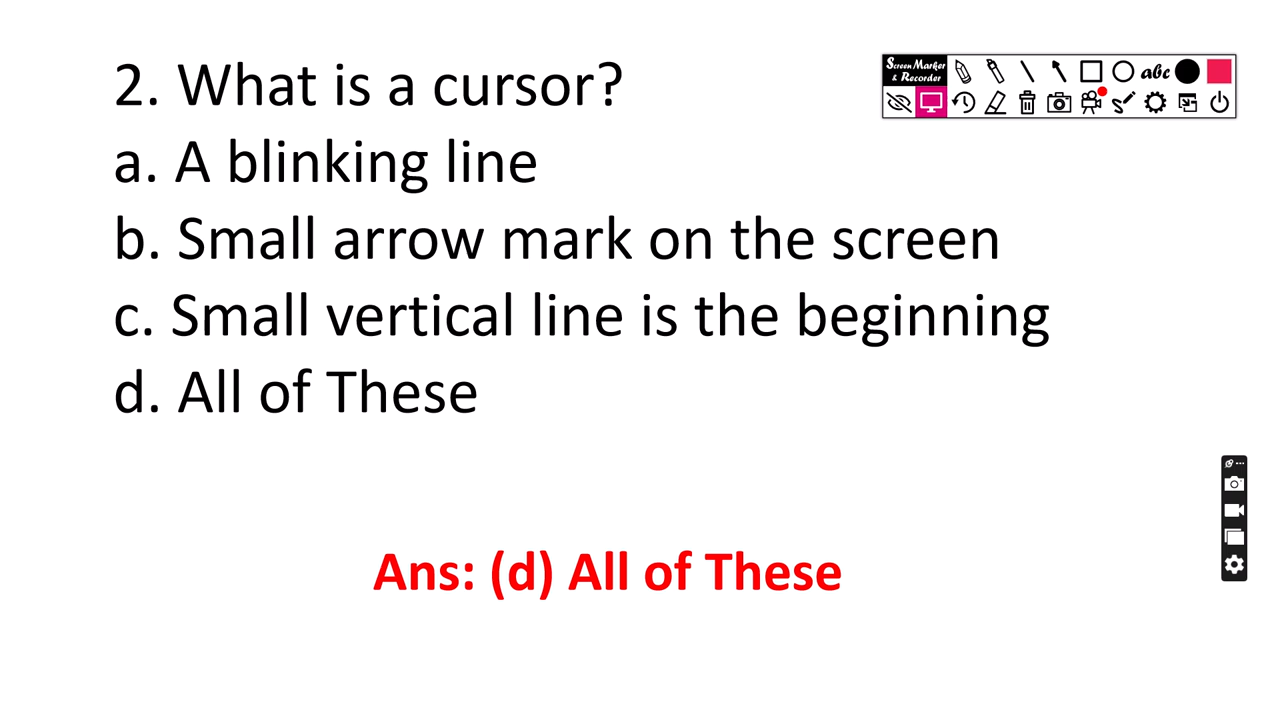 2. What is a cursor?
Screen Marker
& Recorder
abc
a. A blinking line
b. Small arrow mark on the screen
c. Small vertical line is the beginning
d. All of These
Ans: (d) All of These